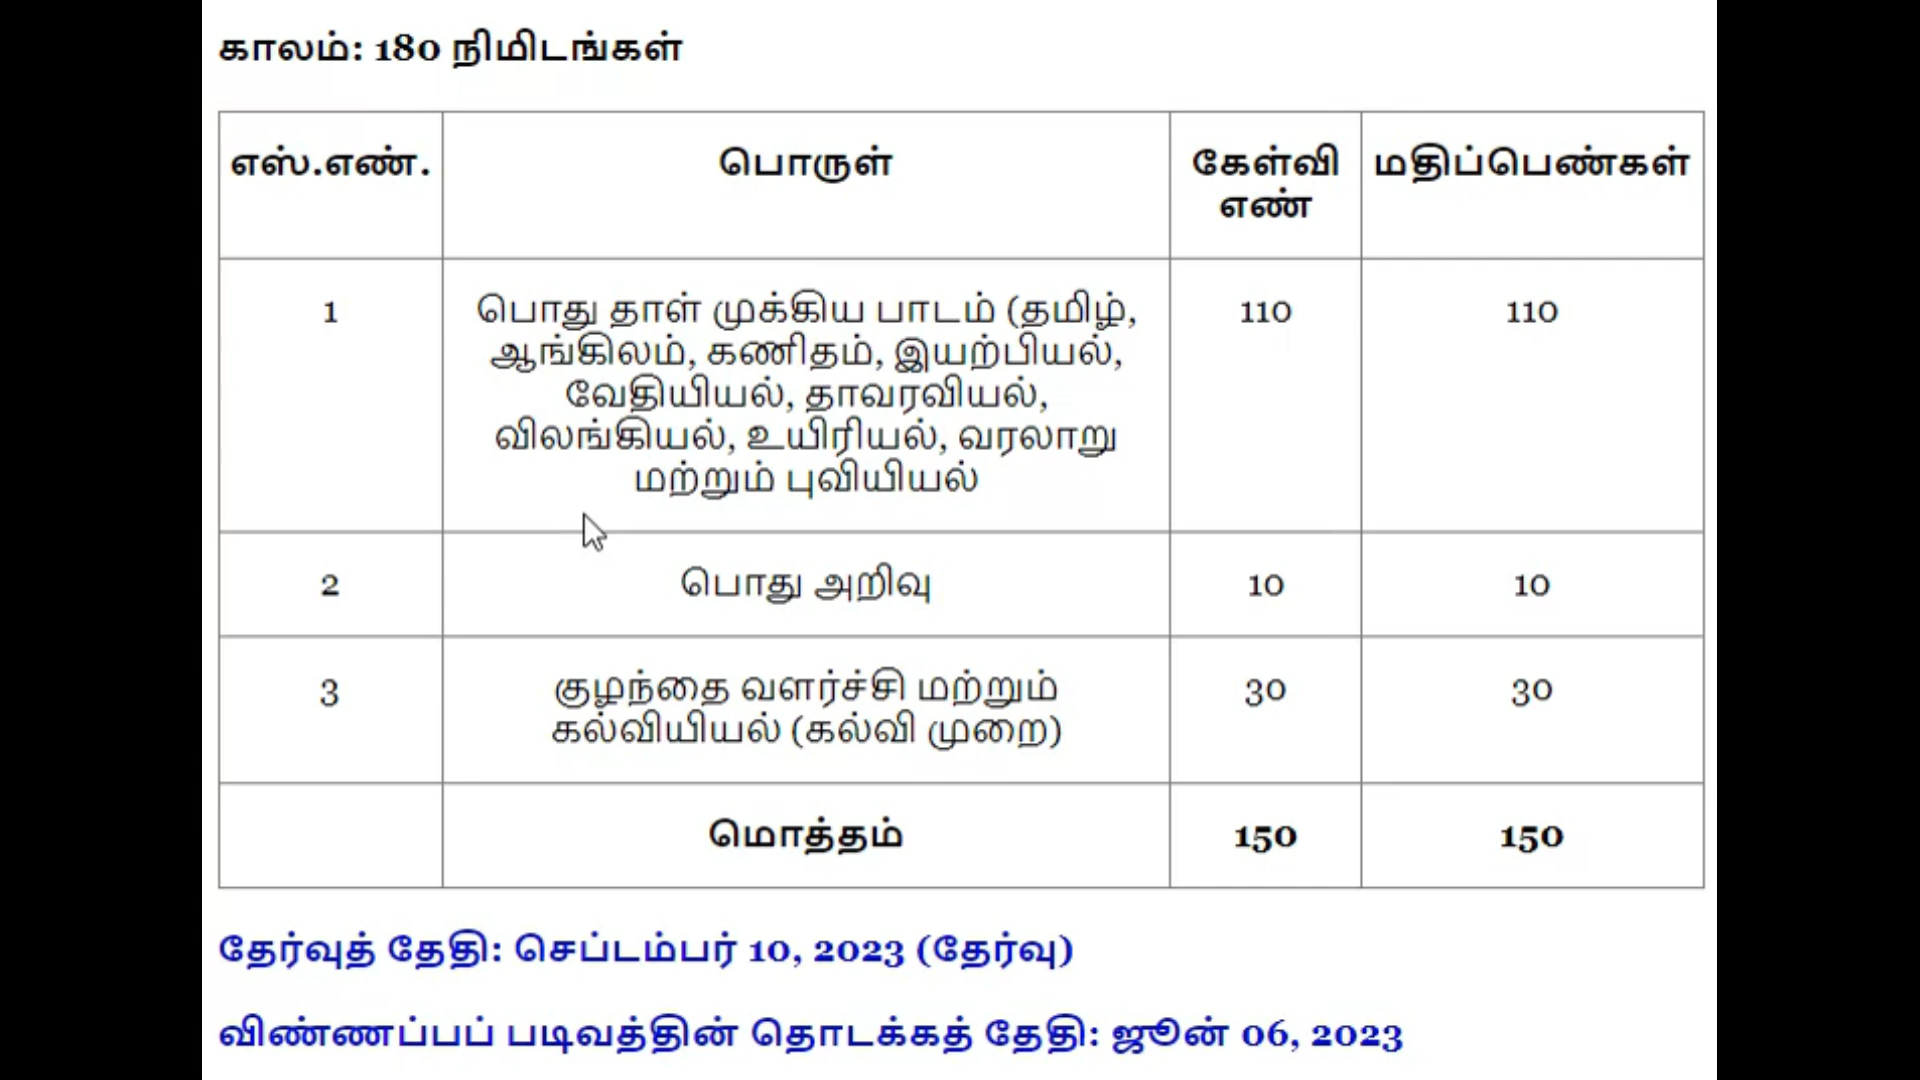 காலம்: 180 நிமிடங்கள்
எஸ்.எண். பொருள் கேள்வி எண் மதிப்பெண்கள்
1 பொது தாள் முக்கிய பாடம் (தமிழ், 110 110
ஆங்கிலம், கணிதம், இயற்பியல்,
வேதியியல், தாவரவியல்,
விலங்கியல், உயிரியல், வரலாறு
மற்றும் புவியியல்
2 பொது அறிவு 10 10
3 குழந்தை வளர்ச்சி மற்றும் 30 30
கல்வியியல் (கல்வி முறை)
மொத்தம் 150 150
தேர்வுத் தேதி: செப்டம்பர் 10, 2023 (தேர்வு)
விண்ணப்பப் படிவத்தின் தொடக்கத் தேதி: ஜூன் 06, 2023